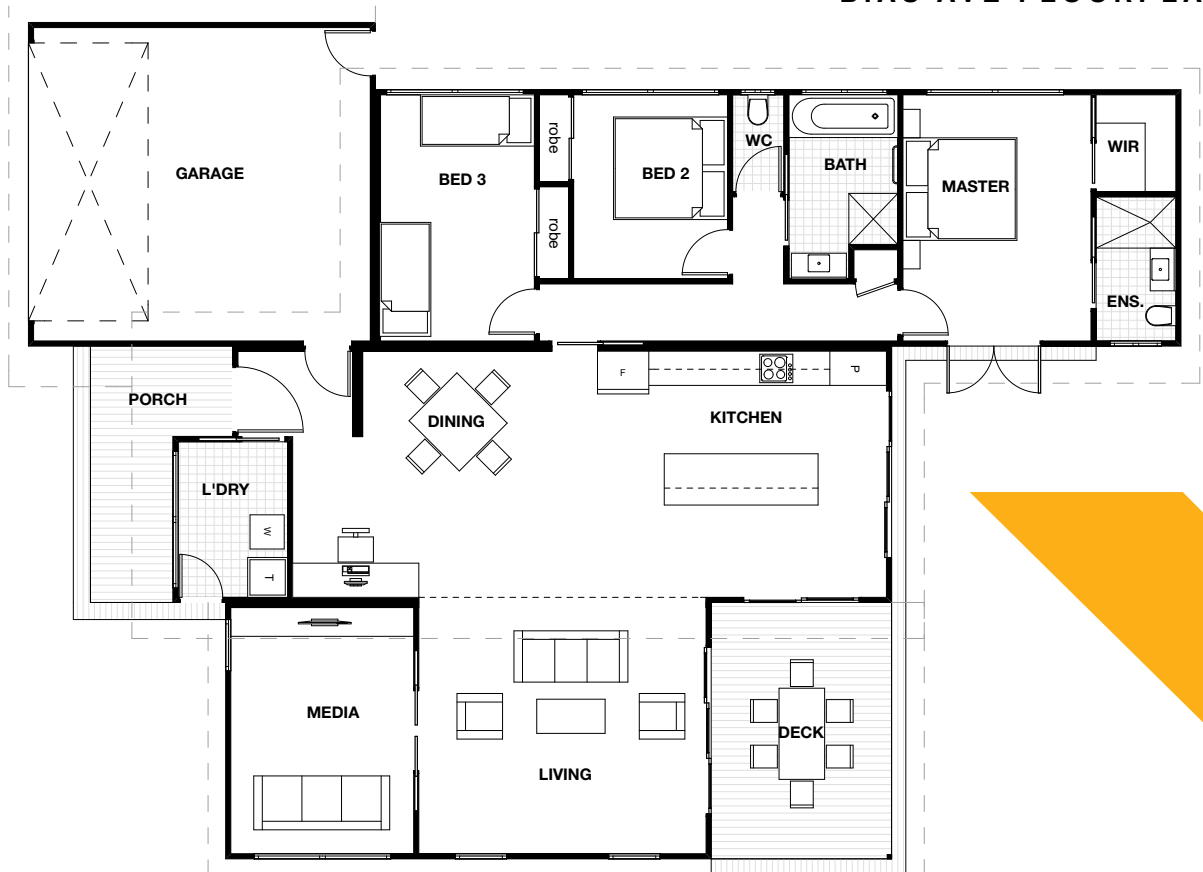 GARAGE
BED 3
robe
robe
BED 2
WC
BATH
MASTER
WIR
ENS.
PORCH
DINING
F
P
KITCHEN
L'DRY
W
T
MEDIA
LIVING
DECK